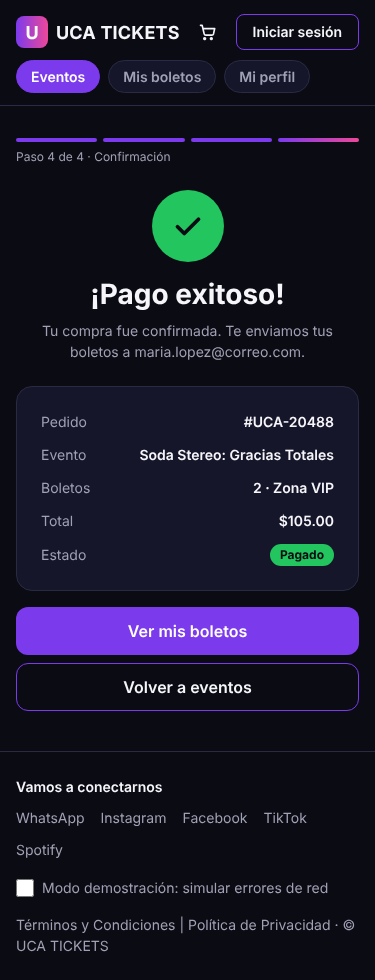 U UCA TICKETS Iniciar sesión
Eventos Mis boletos Mi perfil
Paso 4 de 4 · Confirmación
¡Pago exitoso!
Tu compra fue confirmada. Te enviamos tus
boletos a maria.lopez@correo.com.
Pedido #UCA-20488
Evento Soda Stereo: Gracias Totales
Boletos 2 · Zona VIP
Total $105.00
Estado Pagado
Ver mis boletos
Volver a eventos
Vamos a conectarnos
WhatsApp Instagram Facebook TikTok
Spotify
Modo demostración: simular errores de red
Términos y Condiciones | Política de Privacidad · ©
UCA TICKETS